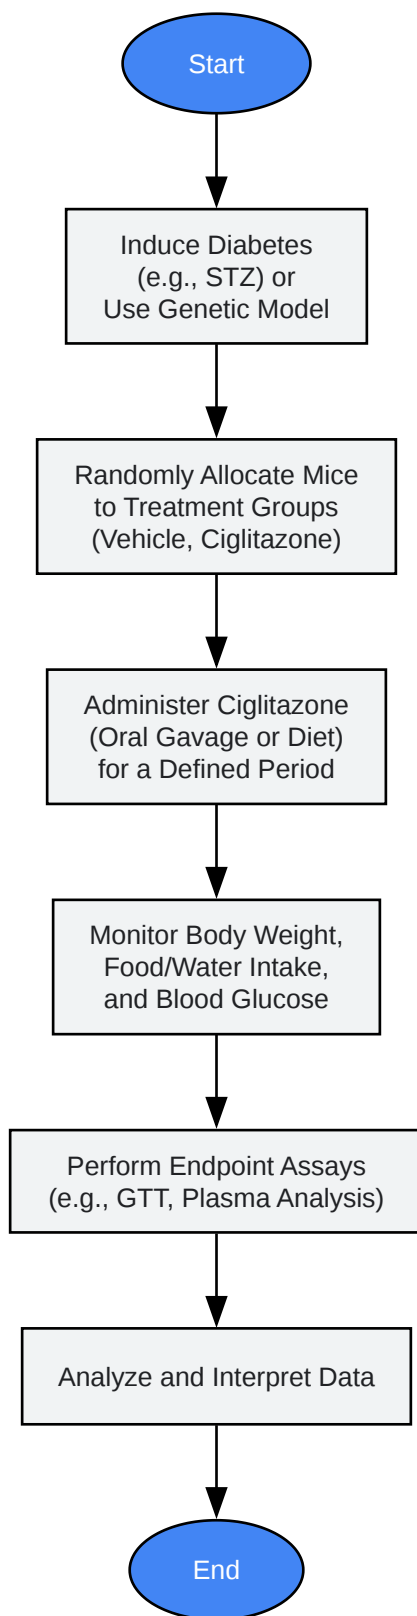 Start
Induce Diabetes
(e.g., STZ) or
Use Genetic Model
Randomly Allocate Mice
to Treatment Groups
(Vehicle, Ciglitazone)
Administer Ciglitazone
(Oral Gavage or Diet)
for a Defined Period
Monitor Body Weight,
Food/Water Intake,
and Blood Glucose
Perform Endpoint Assays
(e.g., GTT, Plasma Analysis)
Analyze and Interpret Data
End